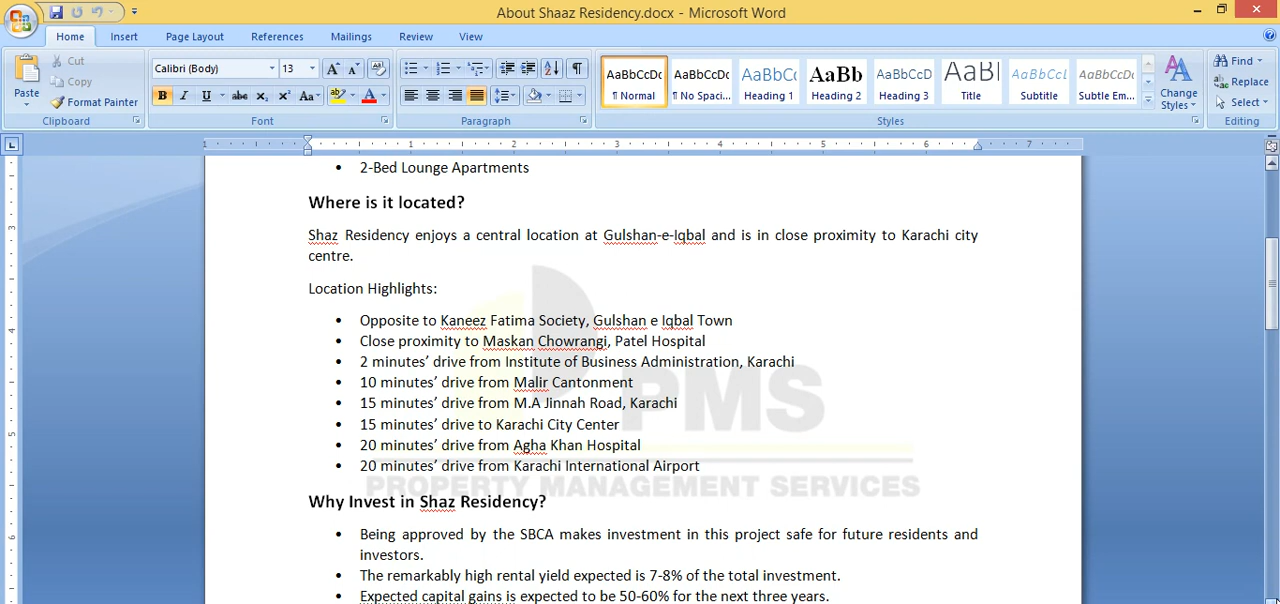 About Shaaz Residency.docx - Microsoft Word
Home Insert Page Layout References Mailings Review View
Paste
Cut
Copy
Format Painter
Clipboard
Calibri (Body) 13
Font
Paragraph
AaBbCcDc AaBbCcDc AaBbCc AaBb AaBbCcDc AaBl AaBbCcL AaBbCcDc
¶ Normal ¶ No Spaci... Heading 1 Heading 2 Heading 3 Title Subtitle Subtle Em...
Styles
Change Styles
Find
Replace
Select
Editing
• 2-Bed Lounge Apartments
Where is it located?
Shaz Residency enjoys a central location at Gulshan-e-Iqbal and is in close proximity to Karachi city
centre.
Location Highlights:
• Opposite to Kaneez Fatima Society, Gulshan e Iqbal Town
• Close proximity to Maskan Chowrangi, Patel Hospital
• 2 minutes’ drive from Institute of Business Administration, Karachi
• 10 minutes’ drive from Malir Cantonment
• 15 minutes’ drive from M.A Jinnah Road, Karachi
• 15 minutes’ drive to Karachi City Center
• 20 minutes’ drive from Agha Khan Hospital
• 20 minutes’ drive from Karachi International Airport
PMS
PROPERTY MANAGEMENT SERVICES
Why Invest in Shaz Residency?
• Being approved by the SBCA makes investment in this project safe for future residents and
investors.
• The remarkably high rental yield expected is 7-8% of the total investment.
• Expected capital gains is expected to be 50-60% for the next three years.